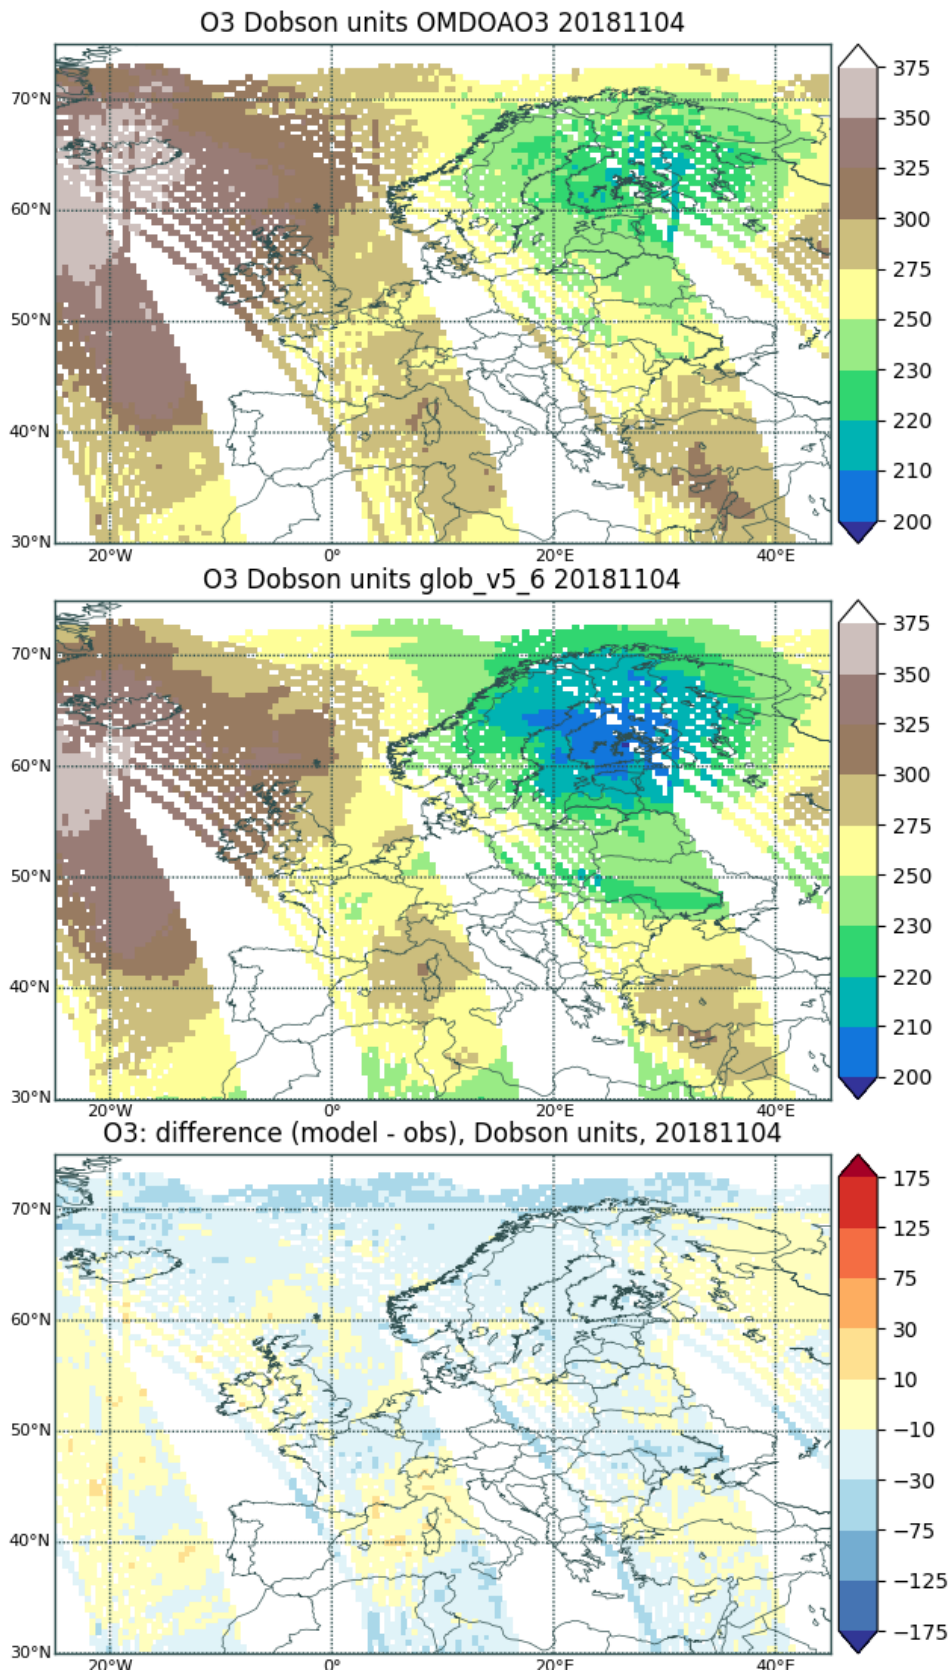 O3 Dobson units OMDOAO3 20181104
70°N
60°N
50°N
40°N
30°N
20°W 0° 20°E 40°E
375
350
325
300
275
250
230
220
210
200
O3 Dobson units glob_v5_6 20181104
70°N
60°N
50°N
40°N
30°N
20°W 0° 20°E 40°E
375
350
325
300
275
250
230
220
210
200
O3: difference (model - obs), Dobson units, 20181104
70°N
60°N
50°N
40°N
30°N
20°W 0° 20°E 40°E
175
125
75
30
10
−10
−30
−75
−125
−175